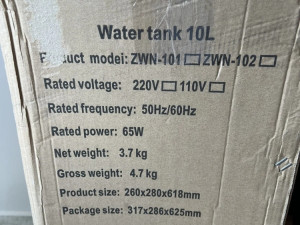 Water tank 10L
Product model: ZWN-101□ ZWN-102□
Rated voltage: 220V□ 110V□
Rated frequency: 50Hz/60Hz
Rated power: 65W
Net weight: 3.7 kg
Gross weight: 4.7 kg
Product size: 260x280x618mm
Package size: 317x286x625mm